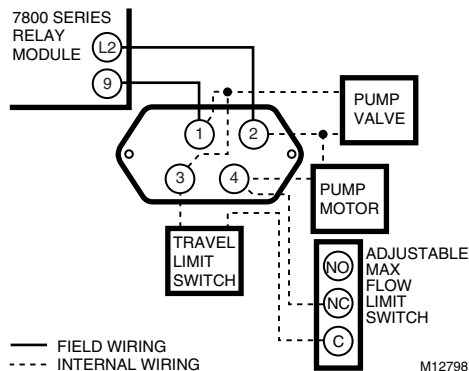 7800 SERIES
RELAY
MODULE
L2
9
1
2
3
4
PUMP
VALVE
PUMP
MOTOR
TRAVEL
LIMIT
SWITCH
NO
NC
C
ADJUSTABLE
MAX
FLOW
LIMIT
SWITCH
FIELD WIRING
INTERNAL WIRING
M12798